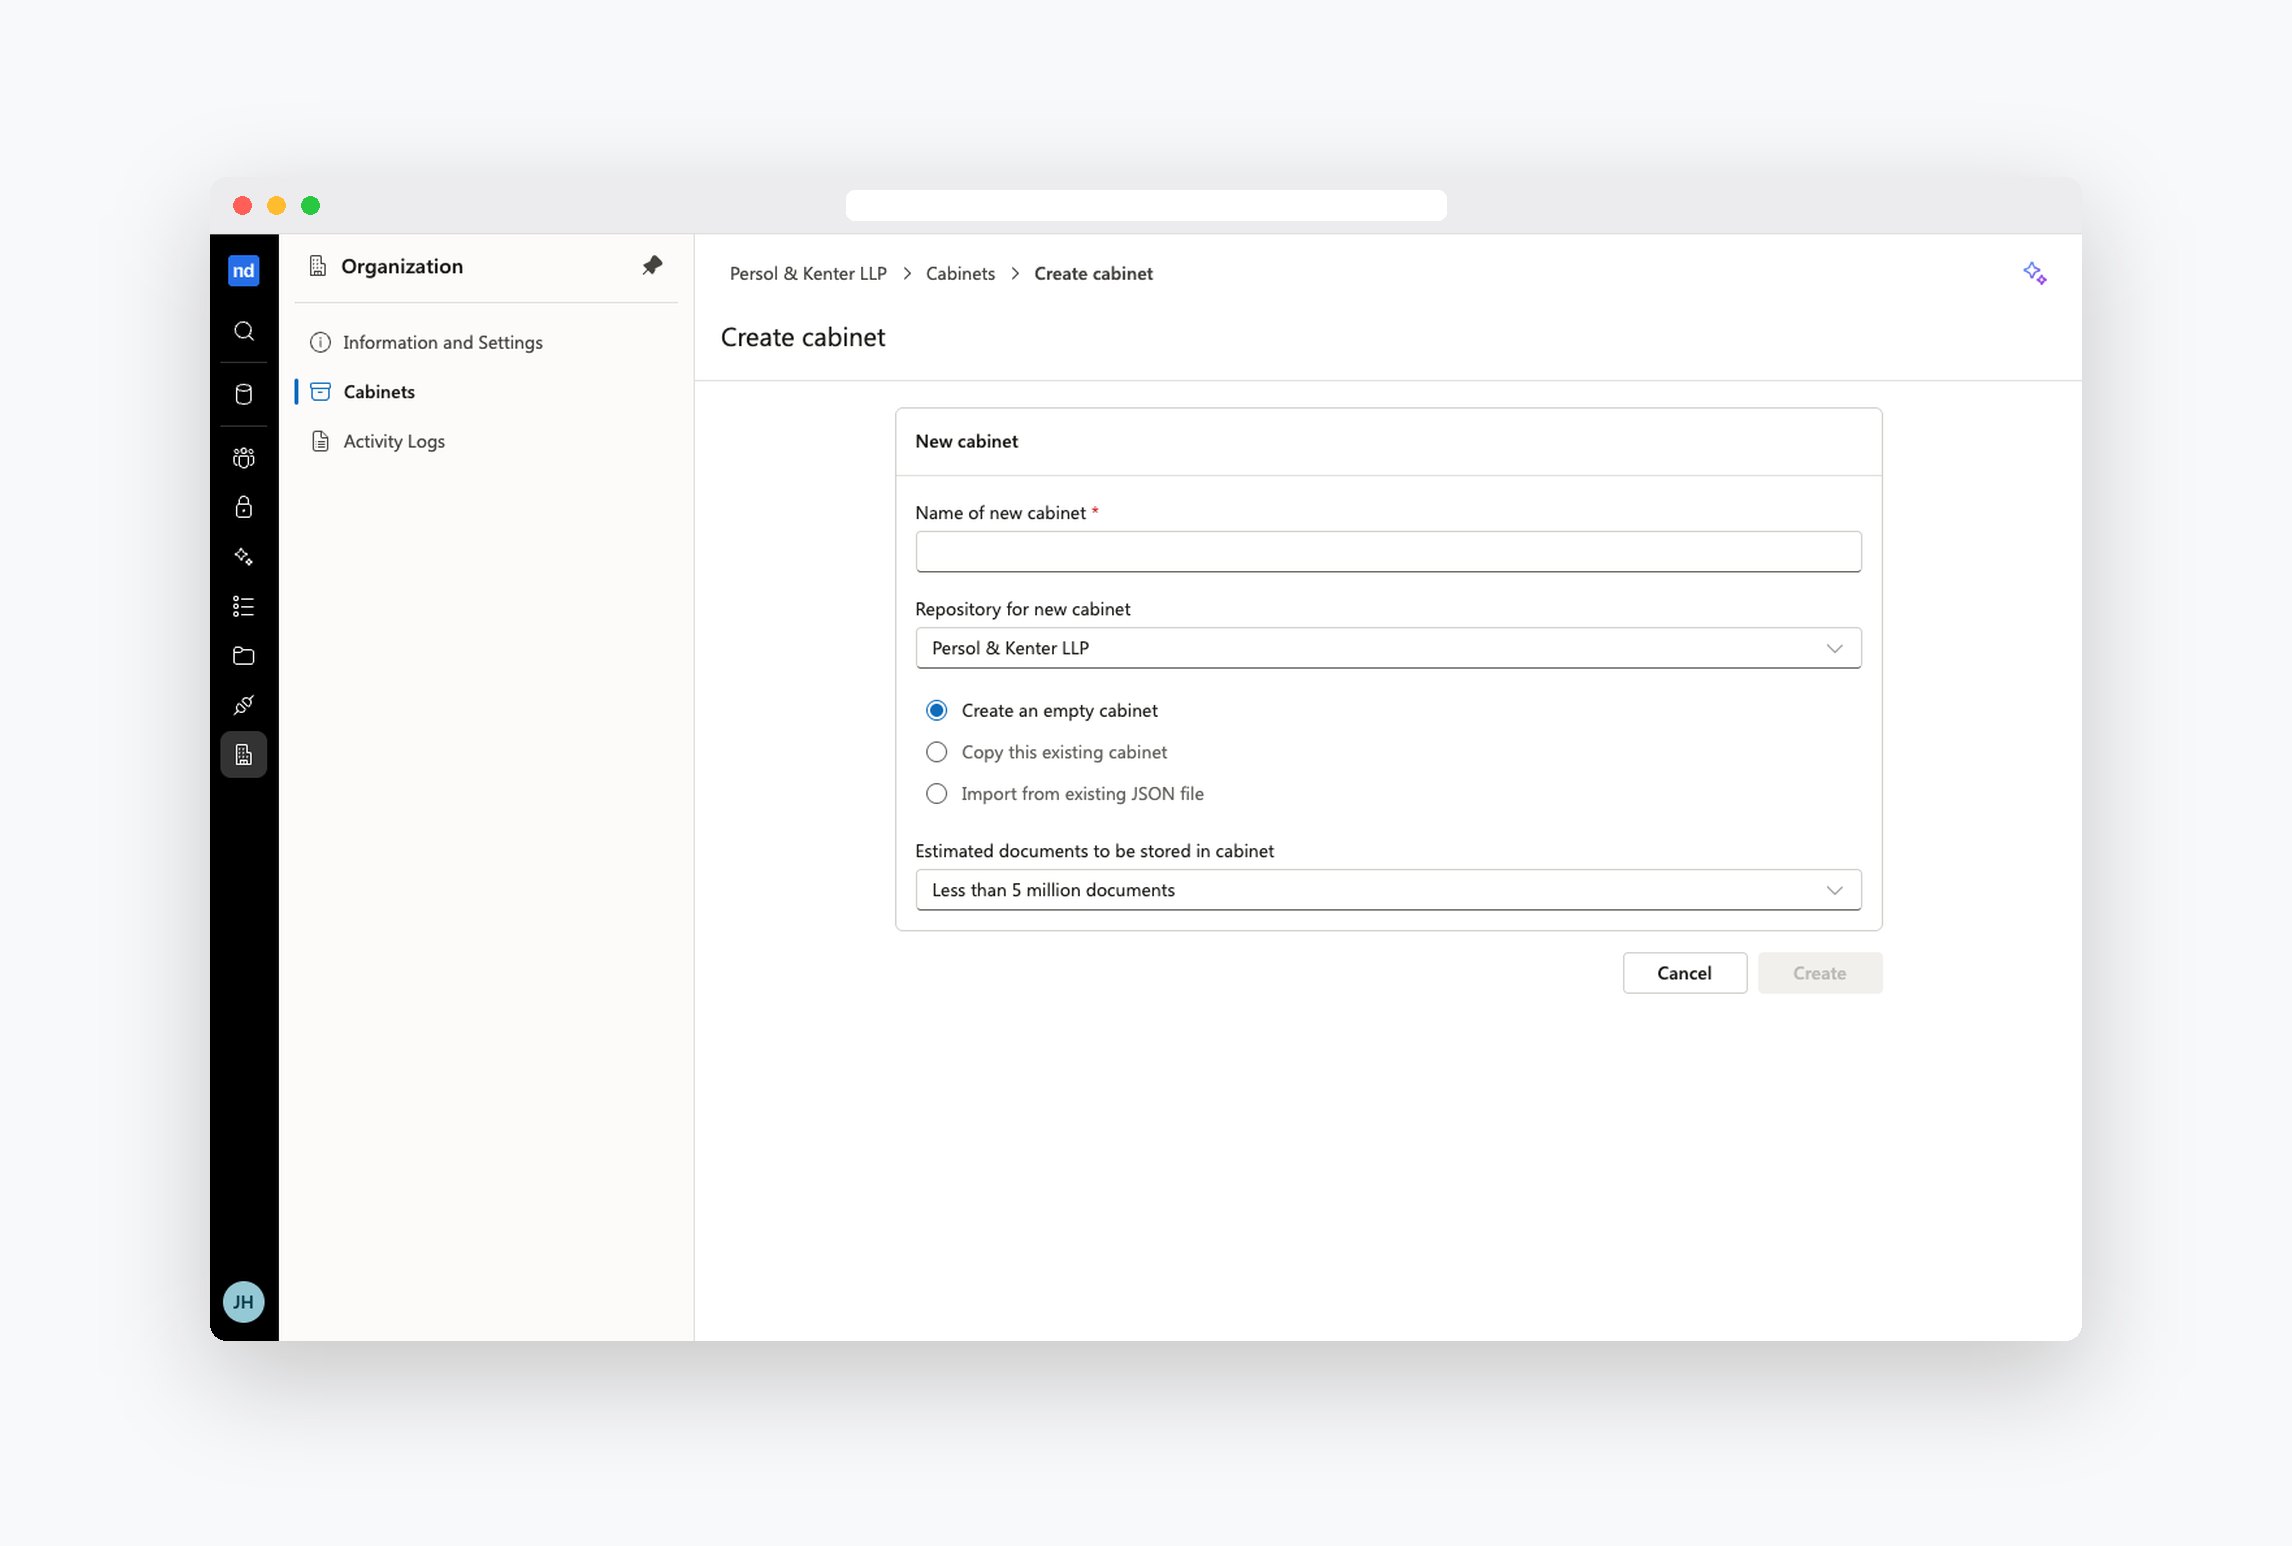 nd
Organization
Information and Settings
Cabinets
Activity Logs
JH
Persol & Kenter LLP > Cabinets > Create cabinet
Create cabinet
New cabinet
Name of new cabinet *
Repository for new cabinet
Persol & Kenter LLP
Create an empty cabinet
Copy this existing cabinet
Import from existing JSON file
Estimated documents to be stored in cabinet
Less than 5 million documents
Cancel Create